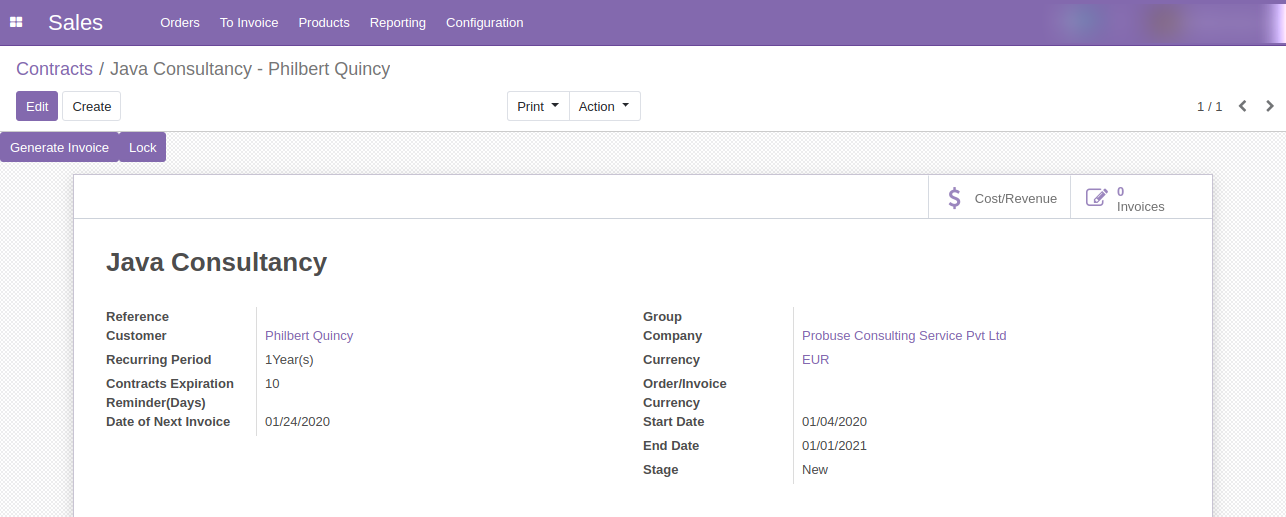 Sales Orders To Invoice Products Reporting Configuration
Contracts / Java Consultancy - Philbert Quincy
Edit Create Print Action 1 / 1
Generate Invoice Lock
Cost/Revenue
0
Invoices
Java Consultancy
Reference
Customer Philbert Quincy
Recurring Period 1Year(s)
Contracts Expiration 10
Reminder(Days)
Date of Next Invoice 01/24/2020
Group
Company Probuse Consulting Service Pvt Ltd
Currency EUR
Order/Invoice
Currency
Start Date 01/04/2020
End Date 01/01/2021
Stage New